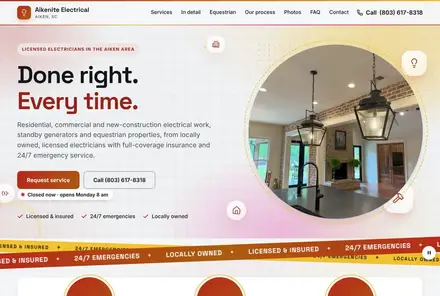 Aikenite Electrical
AIKEN, SC
Services In detail Equestrian Our process Photos FAQ Contact Call (803) 617-8318
LICENSED ELECTRICIANS IN THE AIKEN AREA
Done right.
Every time.
Residential, commercial and new-construction electrical work,
standby generators and equestrian properties, from locally
owned, licensed electricians with full-coverage insurance and
24/7 emergency service.
Request service Call (803) 617-8318
Closed now · opens Monday 8 am
Licensed & insured 24/7 emergencies Locally owned
LICENSED & INSURED 24/7 EMERGENCIES LOCALLY OWNED LICENSED & INSURED 24/7 EMERGENCIES